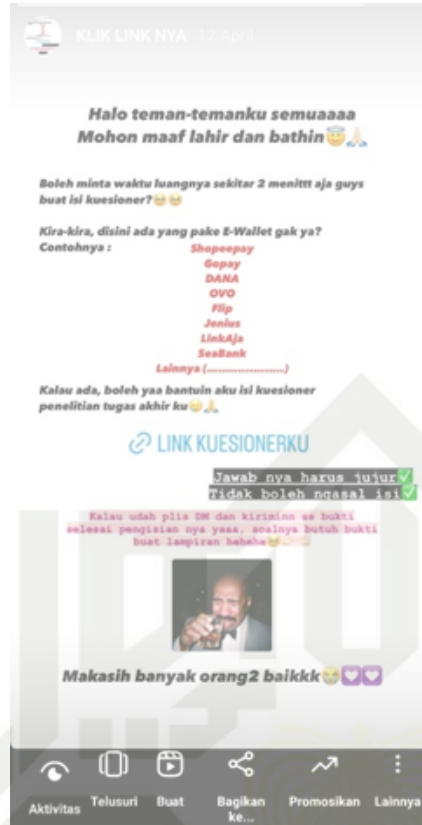 KLIK LINK NYA 12 April
Halo teman-temanku semuaaaa
Mohon maaf lahir dan bathin😇🙏🏻
Boleh minta waktu luangnya sekitar 2 menittt aja guys
buat isi kuesioner?🥹🥹
Kira-kira, disini ada yang pake E-Wallet gak ya?
Contohnya :
Shopeepay
Gopay
DANA
OVO
Flip
Jenius
LinkAja
SeaBank
Lainnya (.......................)
Kalau ada, boleh yaa bantuin aku isi kuesioner
penelitian tugas akhir ku🥹🙏🏻
LINK KUESIONERKU
Jawab nya harus jujur✅
Tidak boleh ngasal isi✅
Kalau udah plis DM dan kiriminn ss bukti
selesai pengisian nya yaaa, soalnya butuh bukti
buat lampiran hehehe
Makasih banyak orang2 baikkk😭💟💟
Aktivitas
Telusuri
Buat
Bagikan
ke...
Promosikan
Lainnya